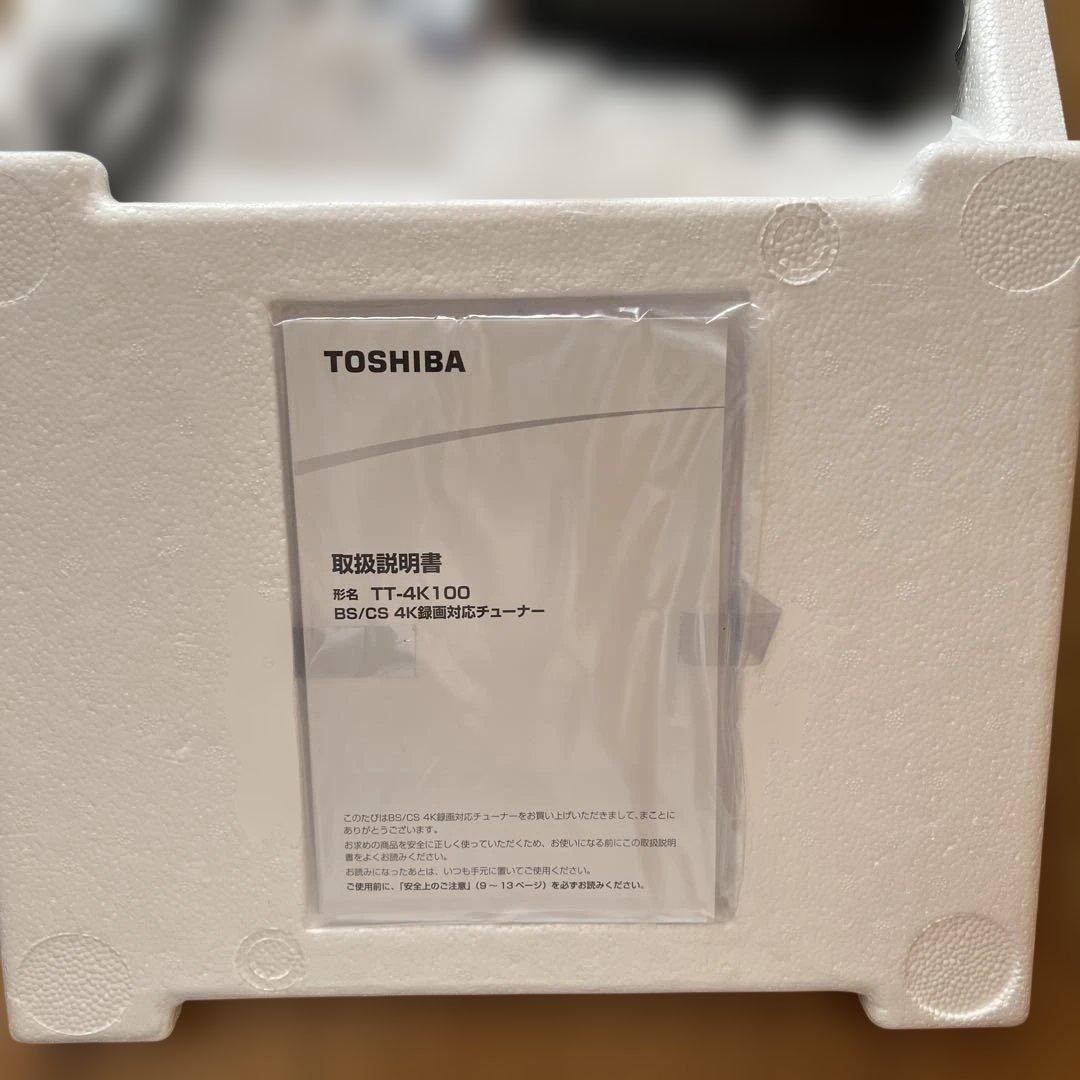 TOSHIBA
取扱説明書
形名 TT-4K100
BS/CS 4K録画対応チューナー
このたびはBS/CS 4K録画対応チューナーをお買い上げいただきまして、まことに
ありがとうございます。
お求めの商品を安全に正しく使っていただくため、お使いになる前にこの取扱説明
書をよくお読みください。
お読みになったあとは、いつも手元に置いてご使用ください。
ご使用前に、「安全上のご注意」(9～13ページ)を必ずお読みください。